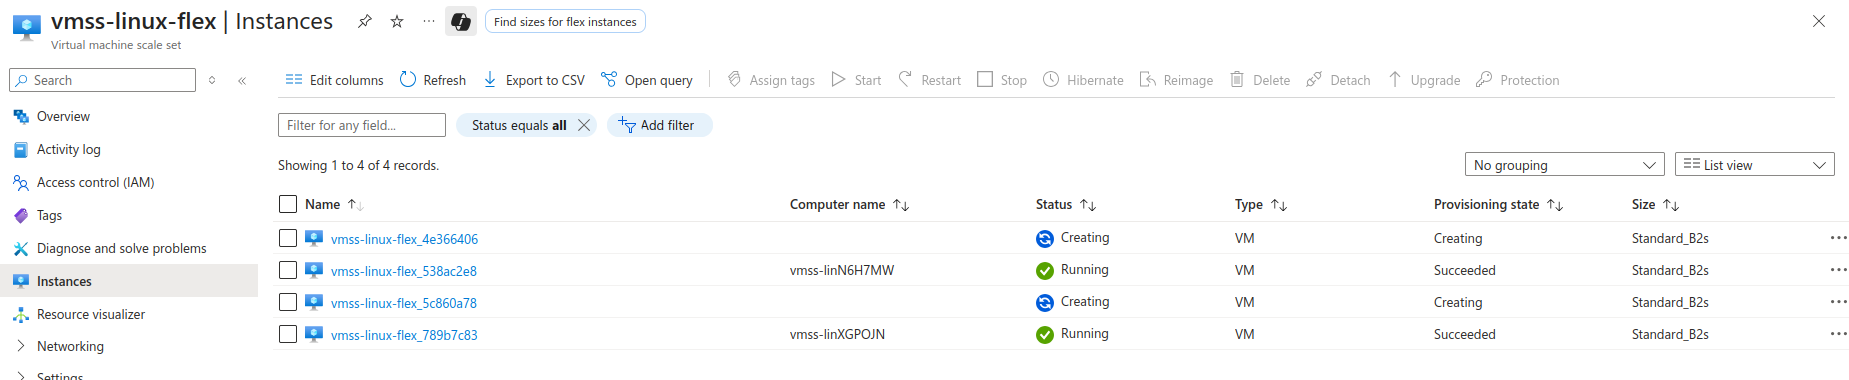 vmss-linux-flex | Instances
Find sizes for flex instances
Virtual machine scale set
Search
Edit columns Refresh Export to CSV Open query Assign tags Start Restart Stop Hibernate Reimage Delete Detach Upgrade Protection
Overview
Activity log
Access control (IAM)
Tags
Diagnose and solve problems
Instances
Resource visualizer
Networking
Settings
Filter for any field... Status equals all Add filter
Showing 1 to 4 of 4 records.
No grouping List view
Name Computer name Status Type Provisioning state Size
vmss-linux-flex_4e366406 Creating VM Creating Standard_B2s
vmss-linux-flex_538ac2e8 vmss-linN6H7MW Running VM Succeeded Standard_B2s
vmss-linux-flex_5c860a78 Creating VM Creating Standard_B2s
vmss-linux-flex_789b7c83 vmss-linXGPOJN Running VM Succeeded Standard_B2s